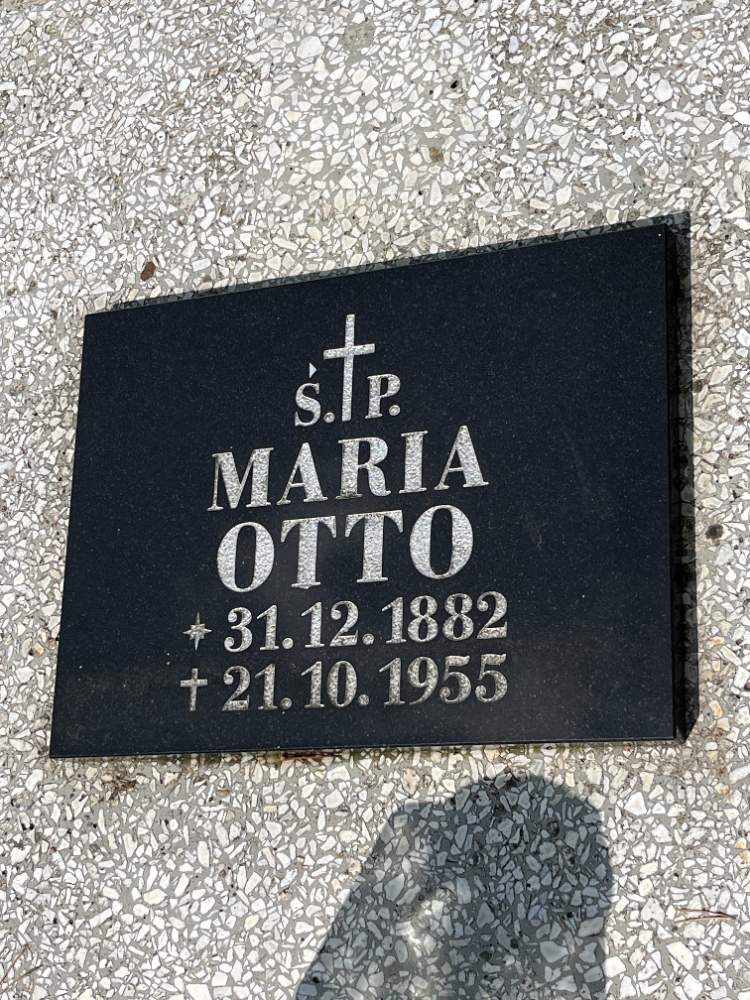 Ś. P.
MARIA
OTTO
31.12.1882
21.10.1955